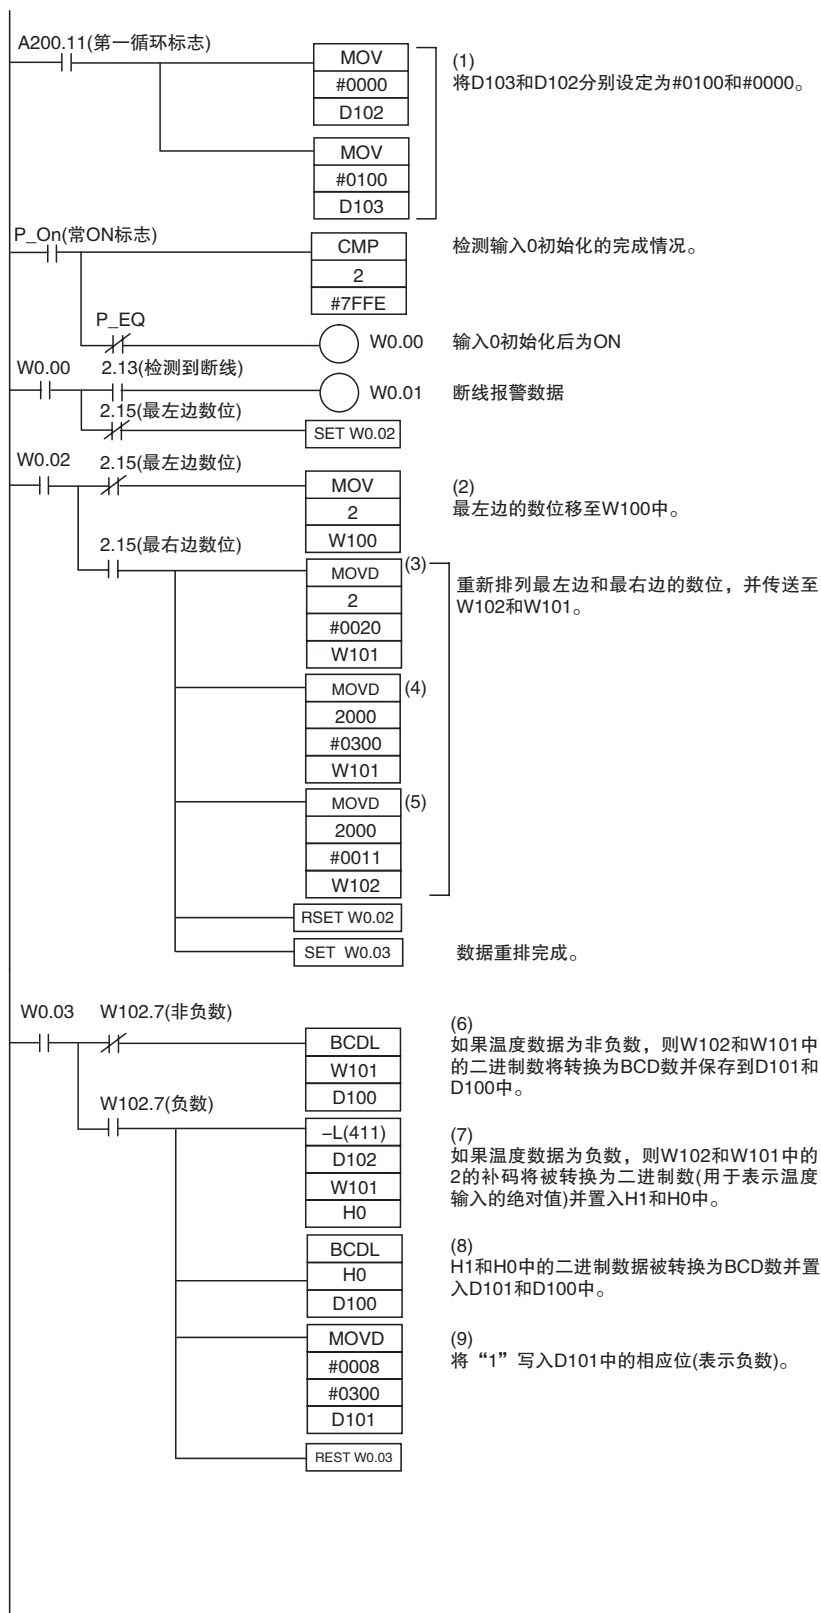 A200.11(第一循环标志)
MOV
#0000
D102
(1)
将D103和D102分别设定为#0100和#0000。
MOV
#0100
D103
P_On(常ON标志)
CMP
2
#7FFE
检测输入0初始化的完成情况。
P_EQ
W0.00
输入0初始化后为ON
W0.00
2.13(检测到断线)
W0.01
断线报警数据
2.15(最左边数位)
SET W0.02
W0.02
2.15(最左边数位)
MOV
2
W100
(2)
最左边的数位移至W100中。
2.15(最右边数位)
MOVD
2
#0020
W101
(3)
重新排列最左边和最右边的数位，并传送至
W102和W101。
MOVD
2000
#0300
W101
(4)
MOVD
2000
#0011
W102
(5)
RSET W0.02
SET W0.03
数据重排完成。
W0.03
W102.7(非负数)
BCDL
W101
D100
(6)
如果温度数据为非负数，则W102和W101中
的二进制数将转换为BCD数并保存到D101和
D100中。
W102.7(负数)
–L(411)
D102
W101
H0
(7)
如果温度数据为负数，则W102和W101中的
2的补码将被转换为二进制数(用于表示温度
输入的绝对值)并置入H1和H0中。
BCDL
H0
D100
(8)
H1和H0中的二进制数据被转换为BCD数并置
入D101和D100中。
MOVD
#0008
#0300
D101
(9)
将“1”写入D101中的相应位(表示负数)。
REST W0.03